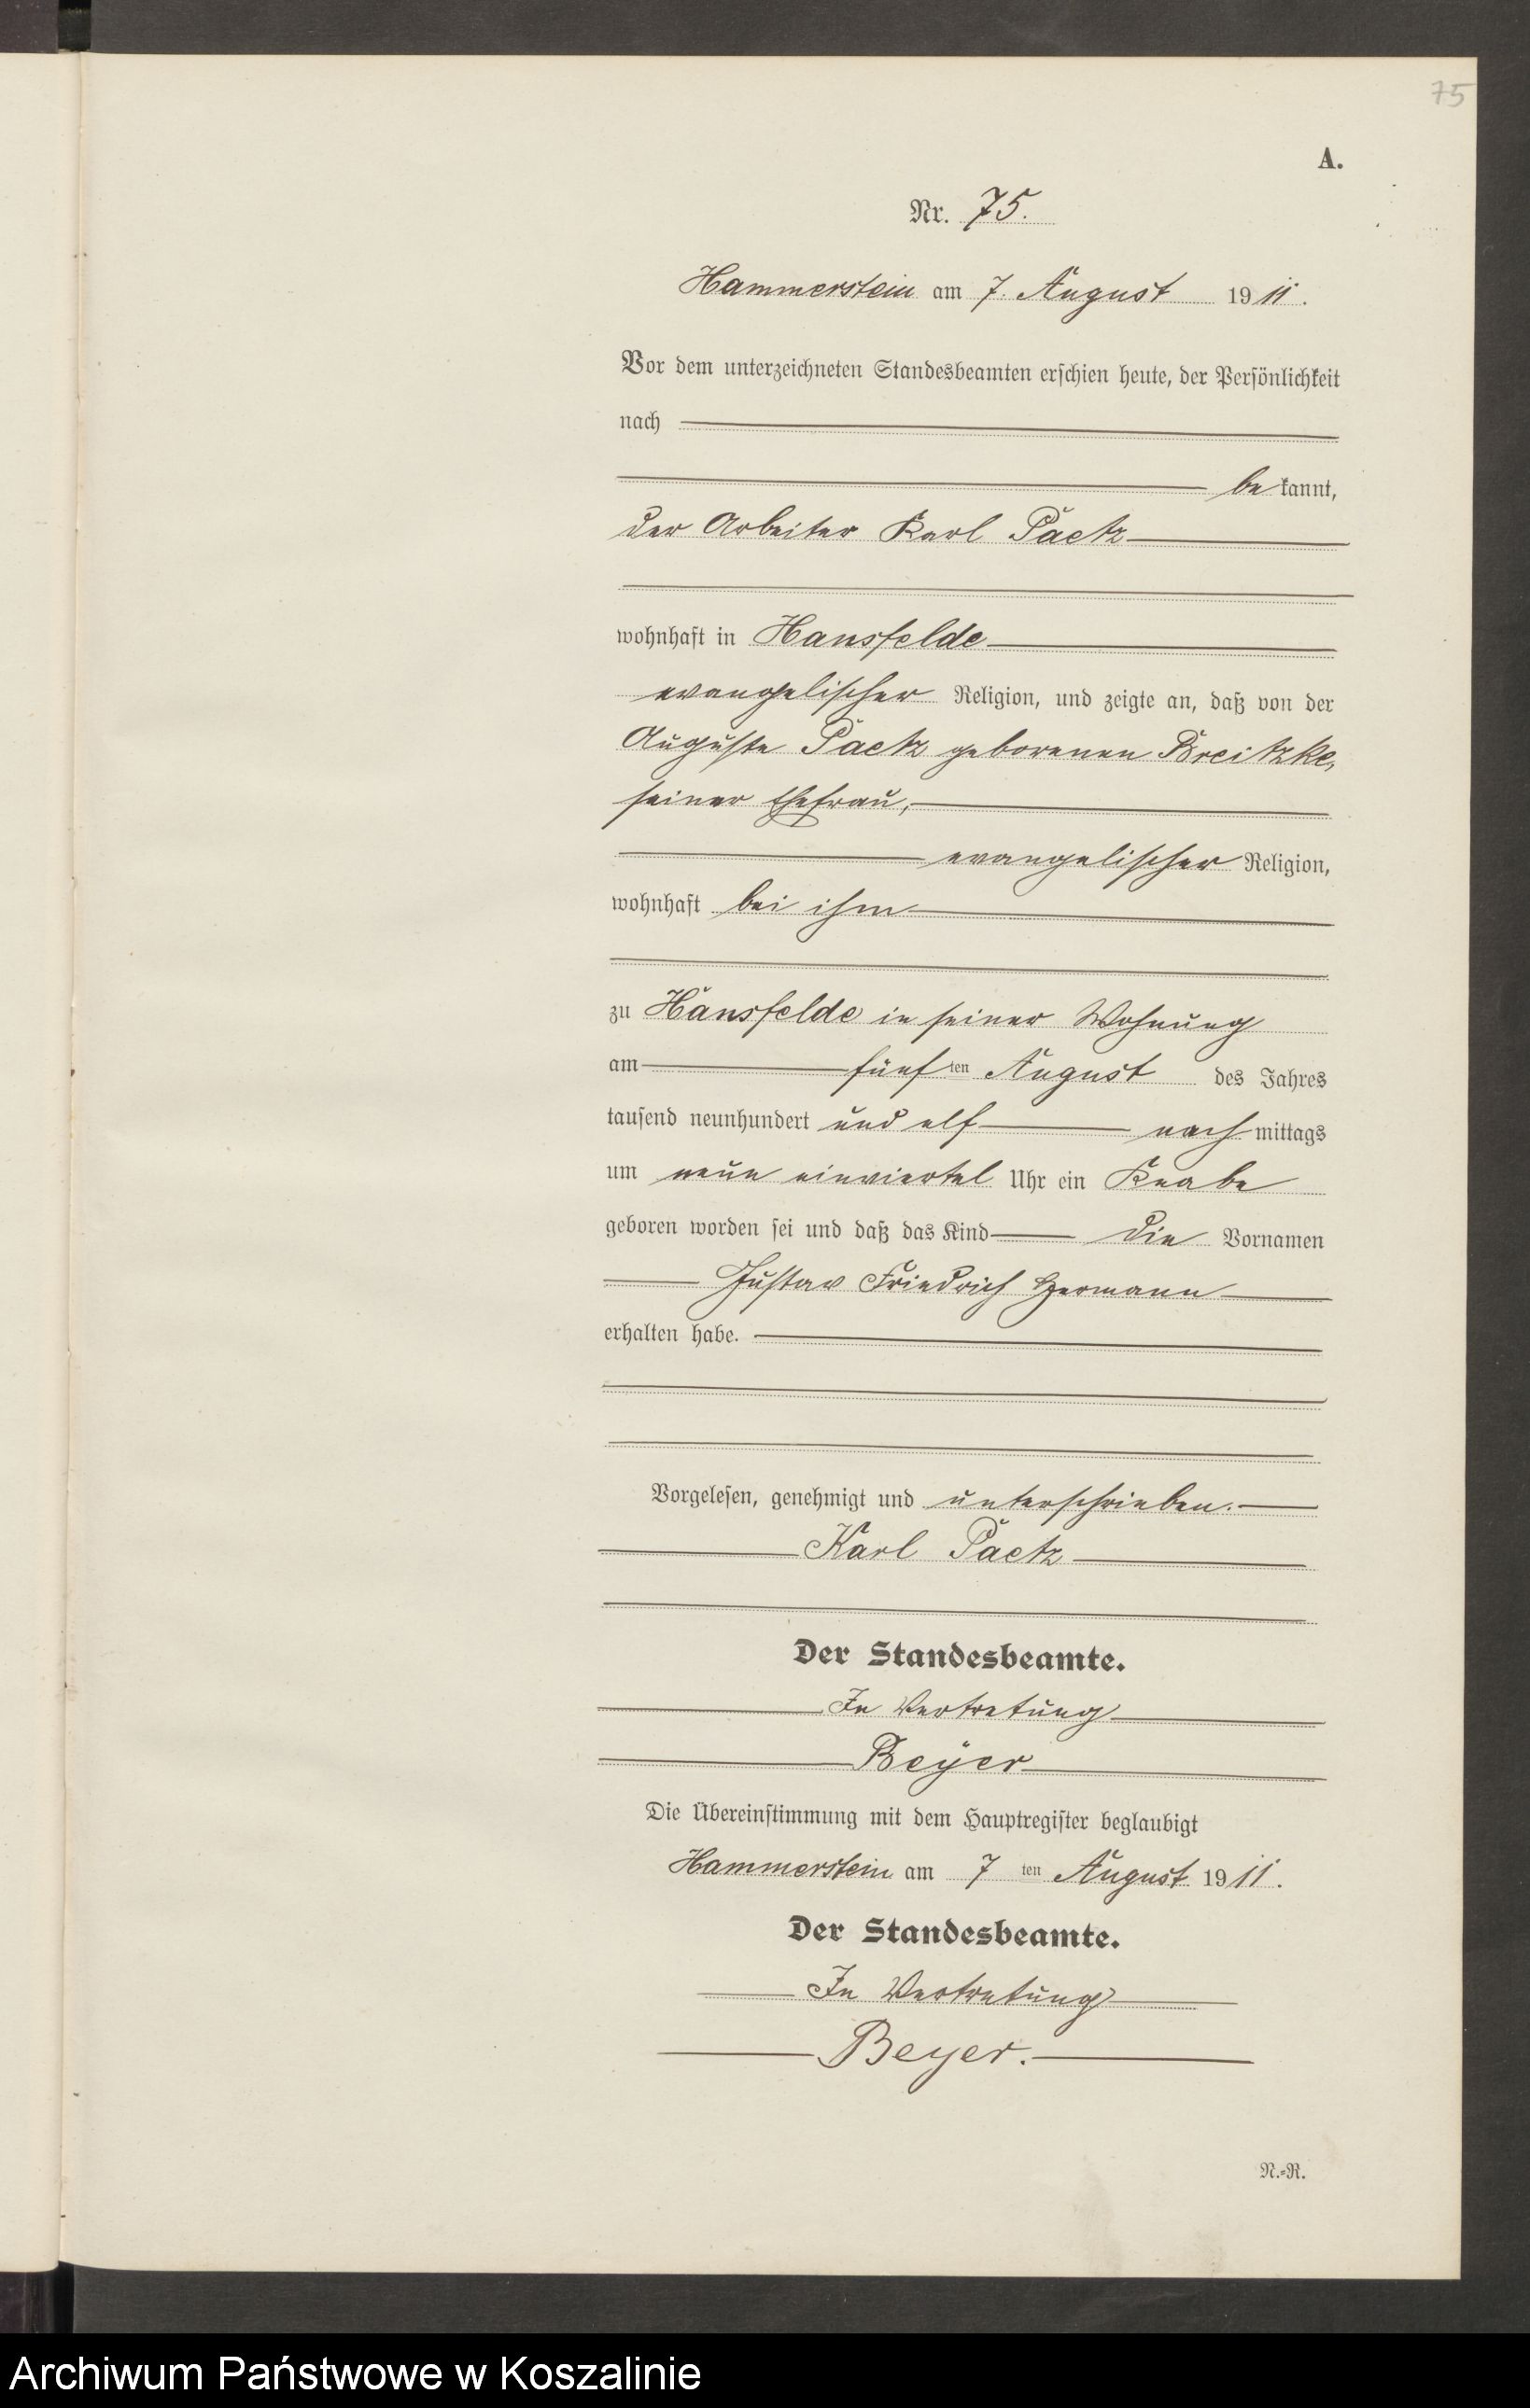 75
A.
Nr. 75.
Hammerstein am 7. August 1911.
Vor dem unterzeichneten Standesbeamten erschien heute, der Persönlichkeit
nach
bekannt,
der Arbeiter Karl Paetz
wohnhaft in Hansfelde
evangelischer Religion, und zeigte an, daß von der
Auguste Paetz geborenen Breitzke,
seiner Ehefrau,
evangelischer Religion,
wohnhaft bei ihm
zu Hansfelde in seiner Wohnung
am fünften August des Jahres
tausend neunhundert und elf nachmittags
um neun einviertel Uhr ein Knabe
geboren worden sei und daß das Kind die Vornamen
Gustav Friedrich Hermann
erhalten habe.
Vorgelesen, genehmigt und unterschrieben.
Karl Paetz
Der Standesbeamte.
In Vertretung
Beyer
Die Übereinstimmung mit dem Hauptregister beglaubigt
Hammerstein am 7ten August 1911.
Der Standesbeamte.
In Vertretung
Beyer.
N.-R.
Archiwum Państwowe w Koszalinie